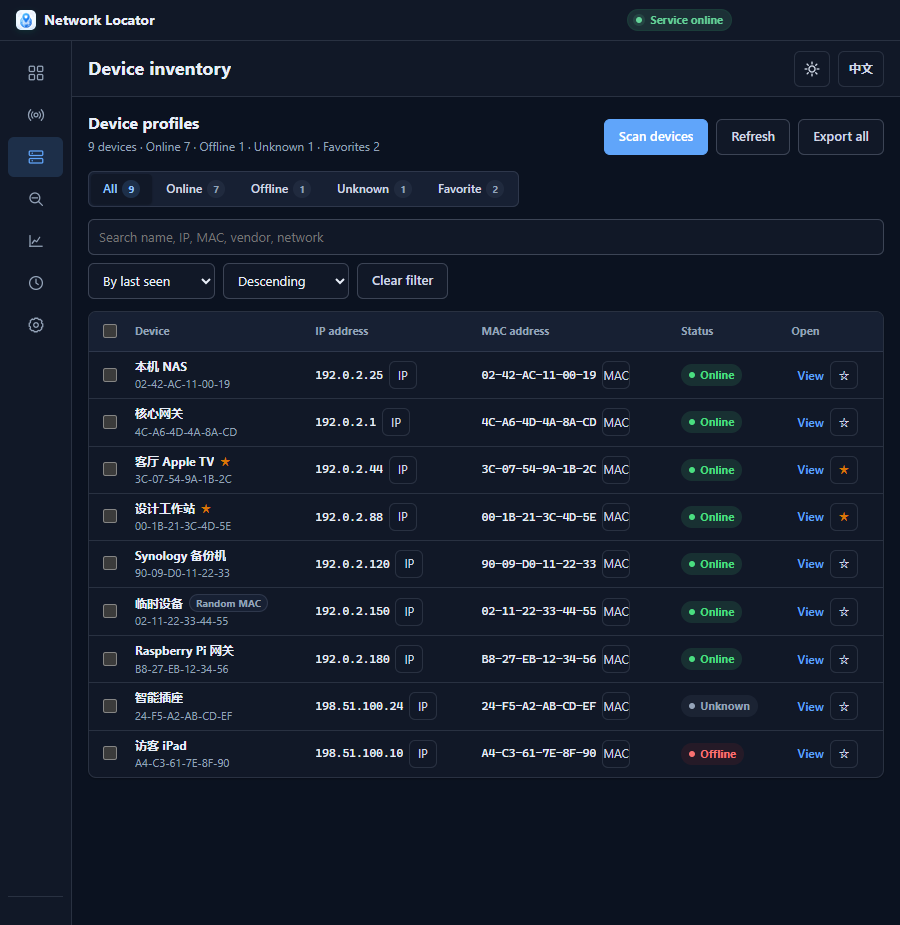 Network Locator
Service online
Device inventory
中文
Device profiles
9 devices · Online 7 · Offline 1 · Unknown 1 · Favorites 2
Scan devices
Refresh
Export all
All 9
Online 7
Offline 1
Unknown 1
Favorite 2
Search name, IP, MAC, vendor, network
By last seen
Descending
Clear filter
Device IP address MAC address Status Open
本机 NAS
02-42-AC-11-00-19
192.0.2.25 IP 02-42-AC-11-00-19 MAC Online View ☆
核心网关
4C-A6-4D-4A-8A-CD
192.0.2.1 IP 4C-A6-4D-4A-8A-CD MAC Online View ☆
客厅 Apple TV ★
3C-07-54-9A-1B-2C
192.0.2.44 IP 3C-07-54-9A-1B-2C MAC Online View ★
设计工作站 ★
00-1B-21-3C-4D-5E
192.0.2.88 IP 00-1B-21-3C-4D-5E MAC Online View ★
Synology 备份机
90-09-D0-11-22-33
192.0.2.120 IP 90-09-D0-11-22-33 MAC Online View ☆
临时设备 Random MAC
02-11-22-33-44-55
192.0.2.150 IP 02-11-22-33-44-55 MAC Online View ☆
Raspberry Pi 网关
B8-27-EB-12-34-56
192.0.2.180 IP B8-27-EB-12-34-56 MAC Online View ☆
智能插座
24-F5-A2-AB-CD-EF
198.51.100.24 IP 24-F5-A2-AB-CD-EF MAC Unknown View ☆
访客 iPad
A4-C3-61-7E-8F-90
198.51.100.10 IP A4-C3-61-7E-8F-90 MAC Offline View ☆